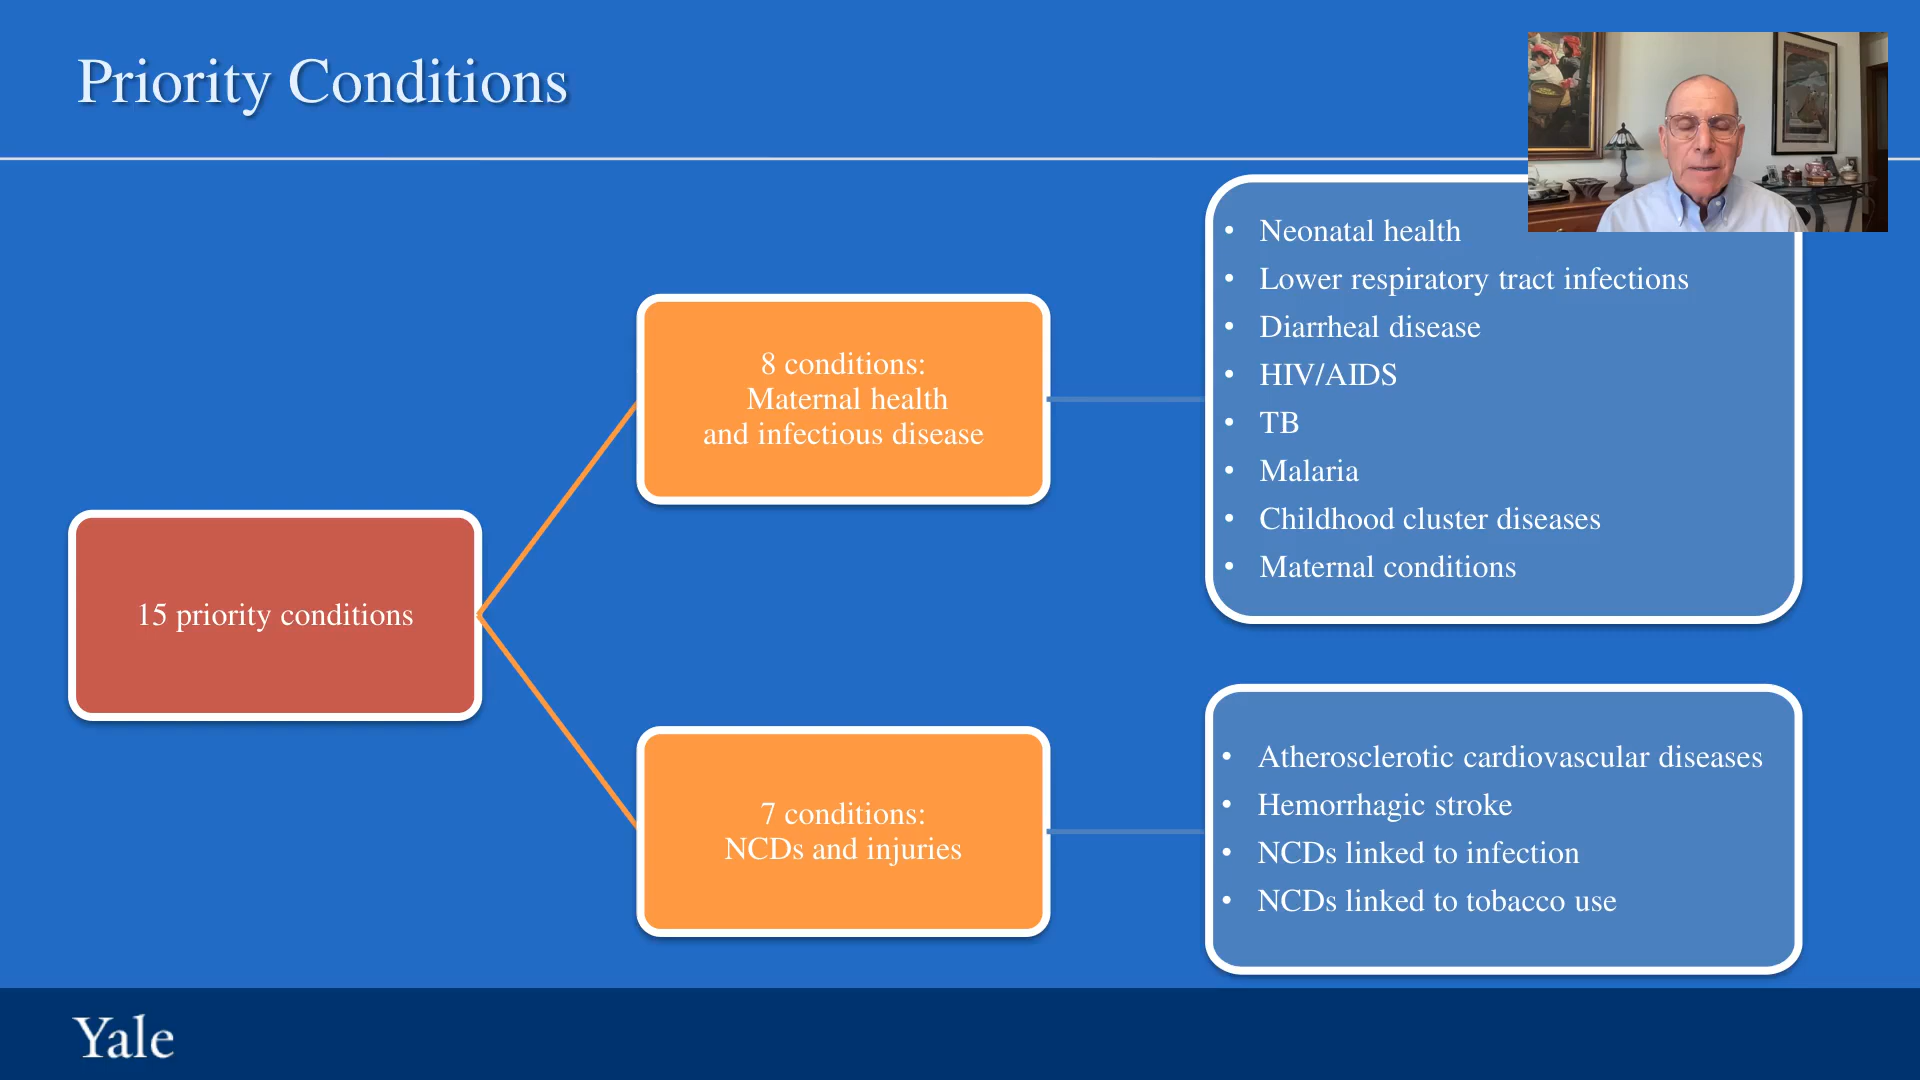 Priority Conditions
15 priority conditions
8 conditions:
Maternal health
and infectious disease
• Neonatal health
• Lower respiratory tract infections
• Diarrheal disease
• HIV/AIDS
• TB
• Malaria
• Childhood cluster diseases
• Maternal conditions
7 conditions:
NCDs and injuries
• Atherosclerotic cardiovascular diseases
• Hemorrhagic stroke
• NCDs linked to infection
• NCDs linked to tobacco use
Yale